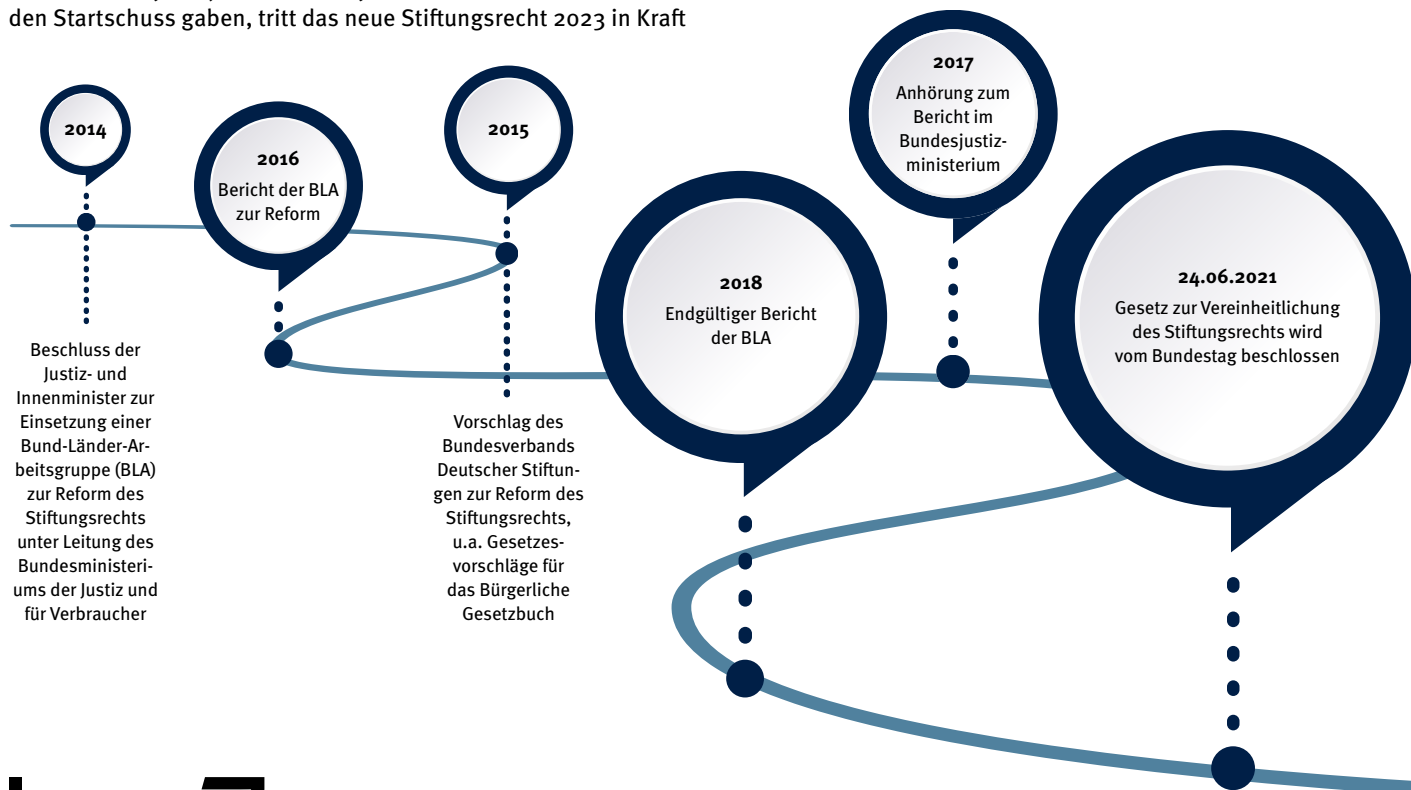 den Startschuss gaben, tritt das neue Stiftungsrecht 2023 in Kraft
2014
Beschluss der
Justiz- und
Innenminister zur
Einsetzung einer
Bund-Länder-Ar-
beitsgruppe (BLA)
zur Reform des
Stiftungsrechts
unter Leitung des
Bundesministeri-
ums der Justiz und
für Verbraucher
2015
Vorschlag des
Bundesverbands
Deutscher Stiftun-
gen zur Reform des
Stiftungsrechts,
u.a. Gesetzes-
vorschläge für
das Bürgerliche
Gesetzbuch
2016
Bericht der BLA
zur Reform
2017
Anhörung zum
Bericht im
Bundesjustiz-
ministerium
2018
Endgültiger Bericht
der BLA
24.06.2021
Gesetz zur Vereinheitlichung
des Stiftungsrechts wird
vom Bundestag beschlossen